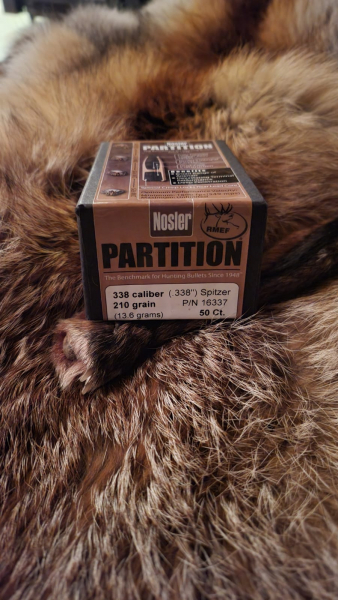 PARTITION
Nosler
RMEF
PARTITION™
The Benchmark for Hunting Bullets Since 1948
338 caliber (.338") Spitzer
210 grain P/N 16337
(13.6 grams) 50 Ct.